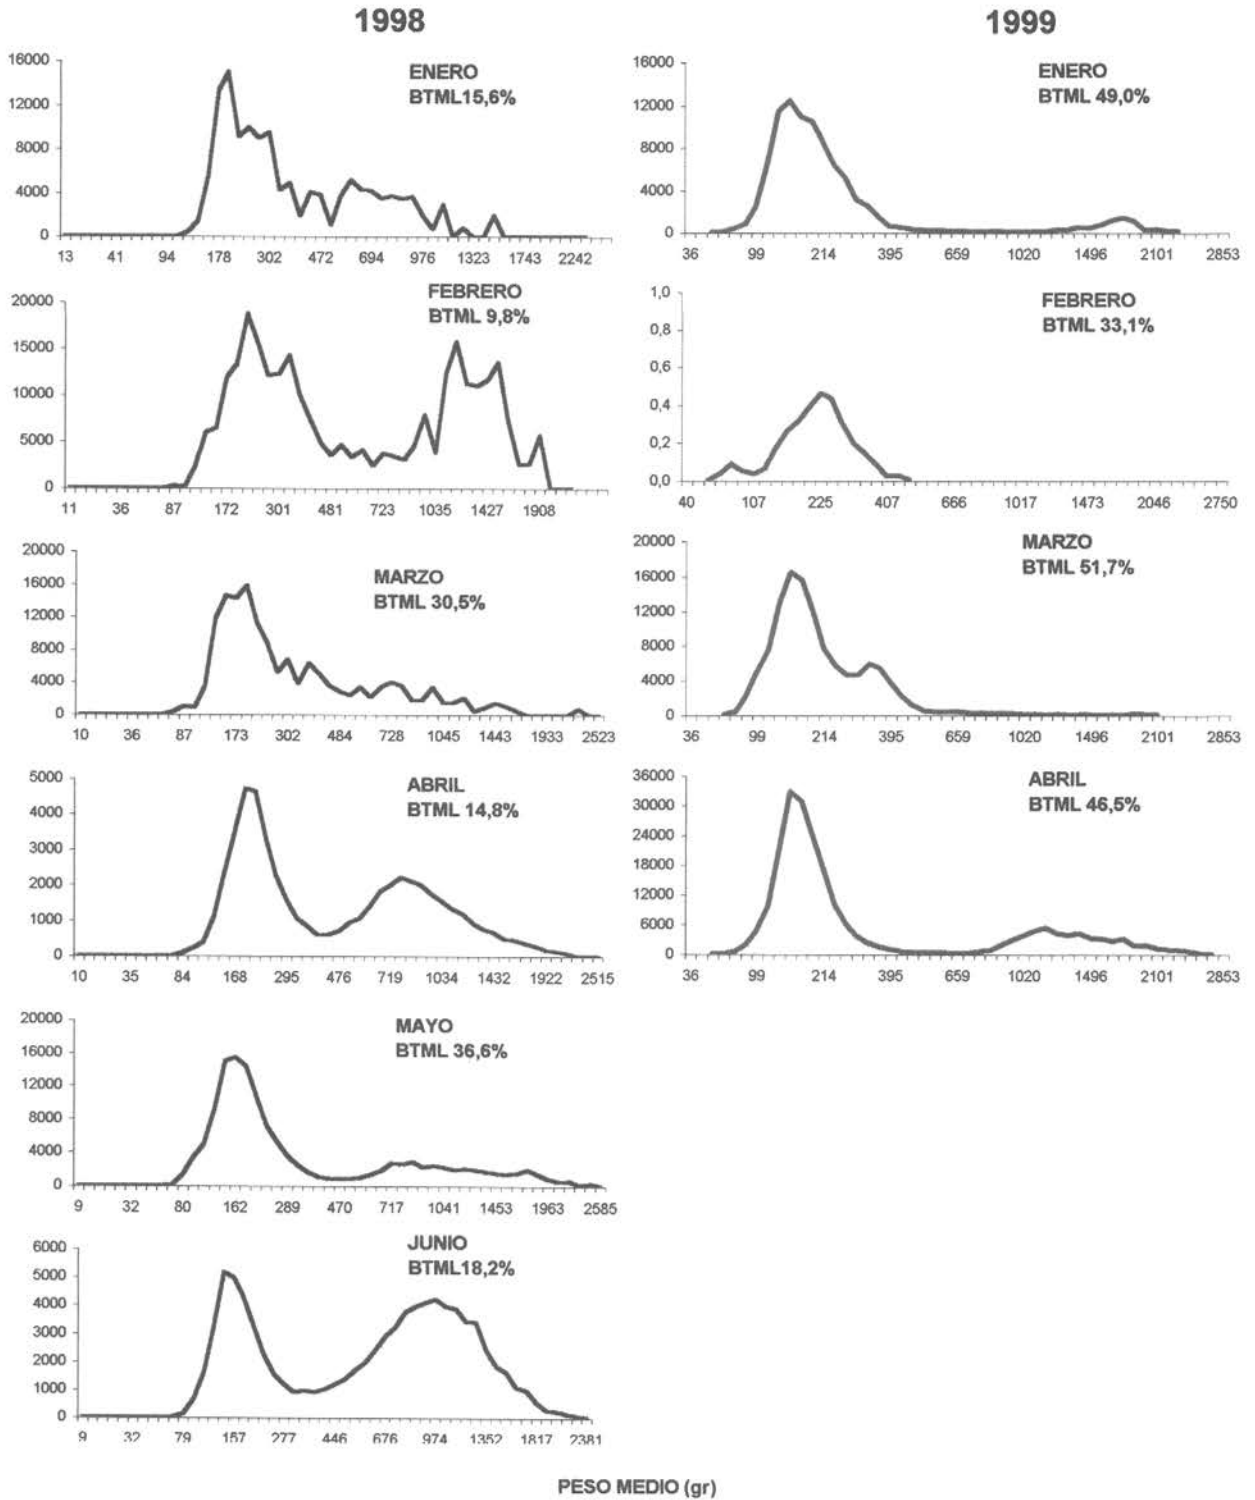 1998
1999
ENERO
BTML15,6%
16000
12000
8000
4000
0
13 41 94 178 302 472 694 976 1323 1743 2242
ENERO
BTML 49,0%
16000
12000
8000
4000
0
36 99 214 395 659 1020 1496 2101 2853
FEBRERO
BTML 9,8%
20000
15000
10000
5000
0
11 36 87 172 301 481 723 1035 1427 1908
FEBRERO
BTML 33,1%
1,0
0,8
0,6
0,4
0,2
0,0
40 107 225 407 666 1017 1473 2046 2750
MARZO
BTML 30,5%
20000
16000
12000
8000
4000
0
10 36 87 173 302 484 728 1045 1443 1933 2523
MARZO
BTML 51,7%
20000
16000
12000
8000
4000
0
36 99 214 395 659 1020 1496 2101 2853
ABRIL
BTML 14,8%
5000
4000
3000
2000
1000
0
10 35 84 168 295 476 719 1034 1432 1922 2515
ABRIL
BTML 46,5%
36000
30000
24000
18000
12000
6000
0
36 99 214 395 659 1020 1496 2101 2853
MAYO
BTML 36,6%
20000
16000
12000
8000
4000
0
9 32 80 162 289 470 717 1041 1453 1963 2585
JUNIO
BTML18,2%
6000
5000
4000
3000
2000
1000
0
9 32 79 157 277 446 676 974 1352 1817 2381
PESO MEDIO (gr)